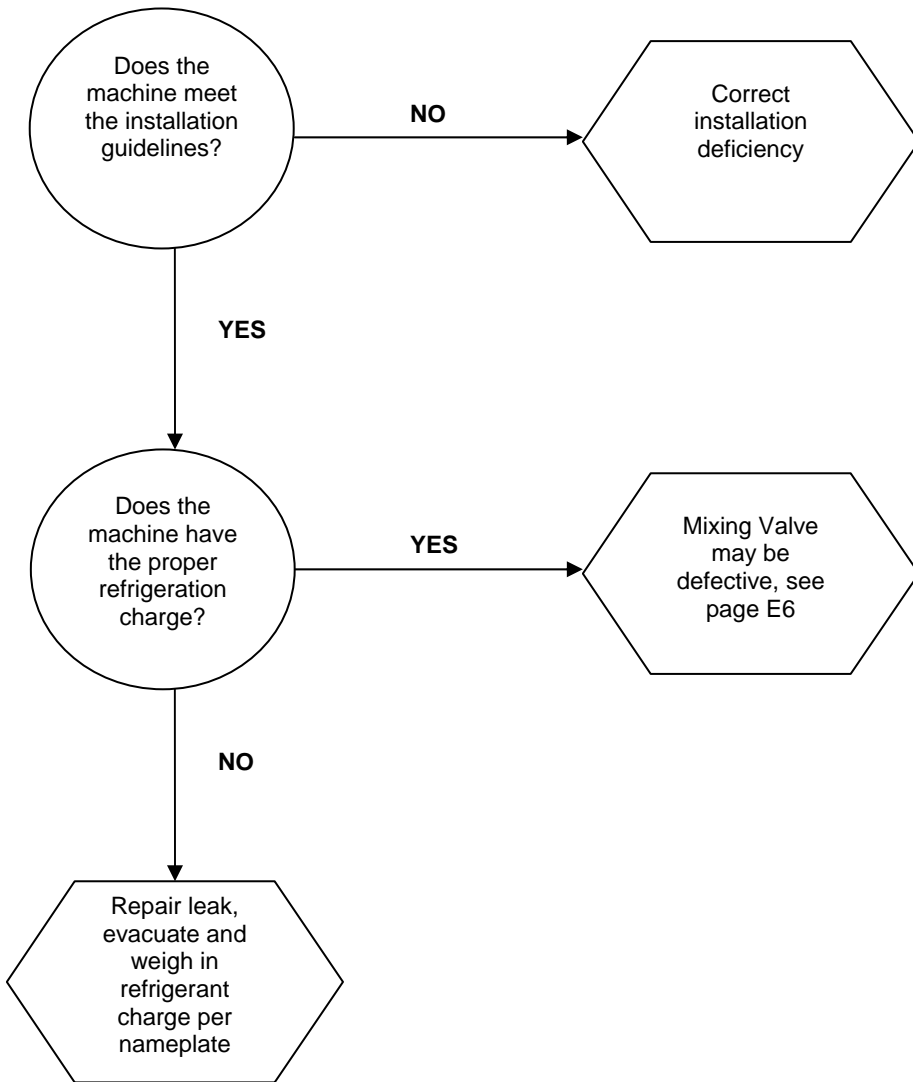 Does the
machine meet
the installation
guidelines?
NO
Correct
installation
deficiency
YES
Does the
machine have
the proper
refrigeration
charge?
YES
Mixing Valve
may be
defective, see
page E6
NO
Repair leak,
evacuate and
weigh in
refrigerant
charge per
nameplate